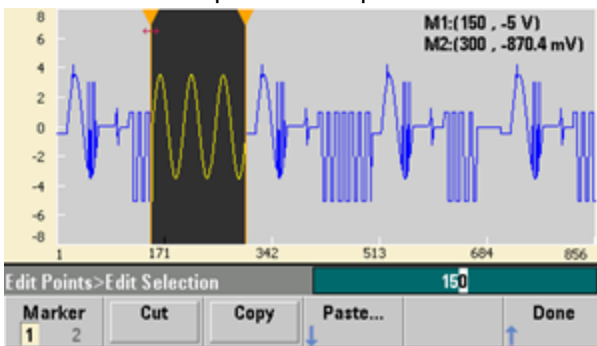 M1:(150 , -5 V)
M2:(300 , -870.4 mV)
8
6
4
2
0
-2
-4
-6
-8
1 171 342 513 684 856
Edit Points>Edit Selection 150
Marker Cut Copy Paste... Done
1 2